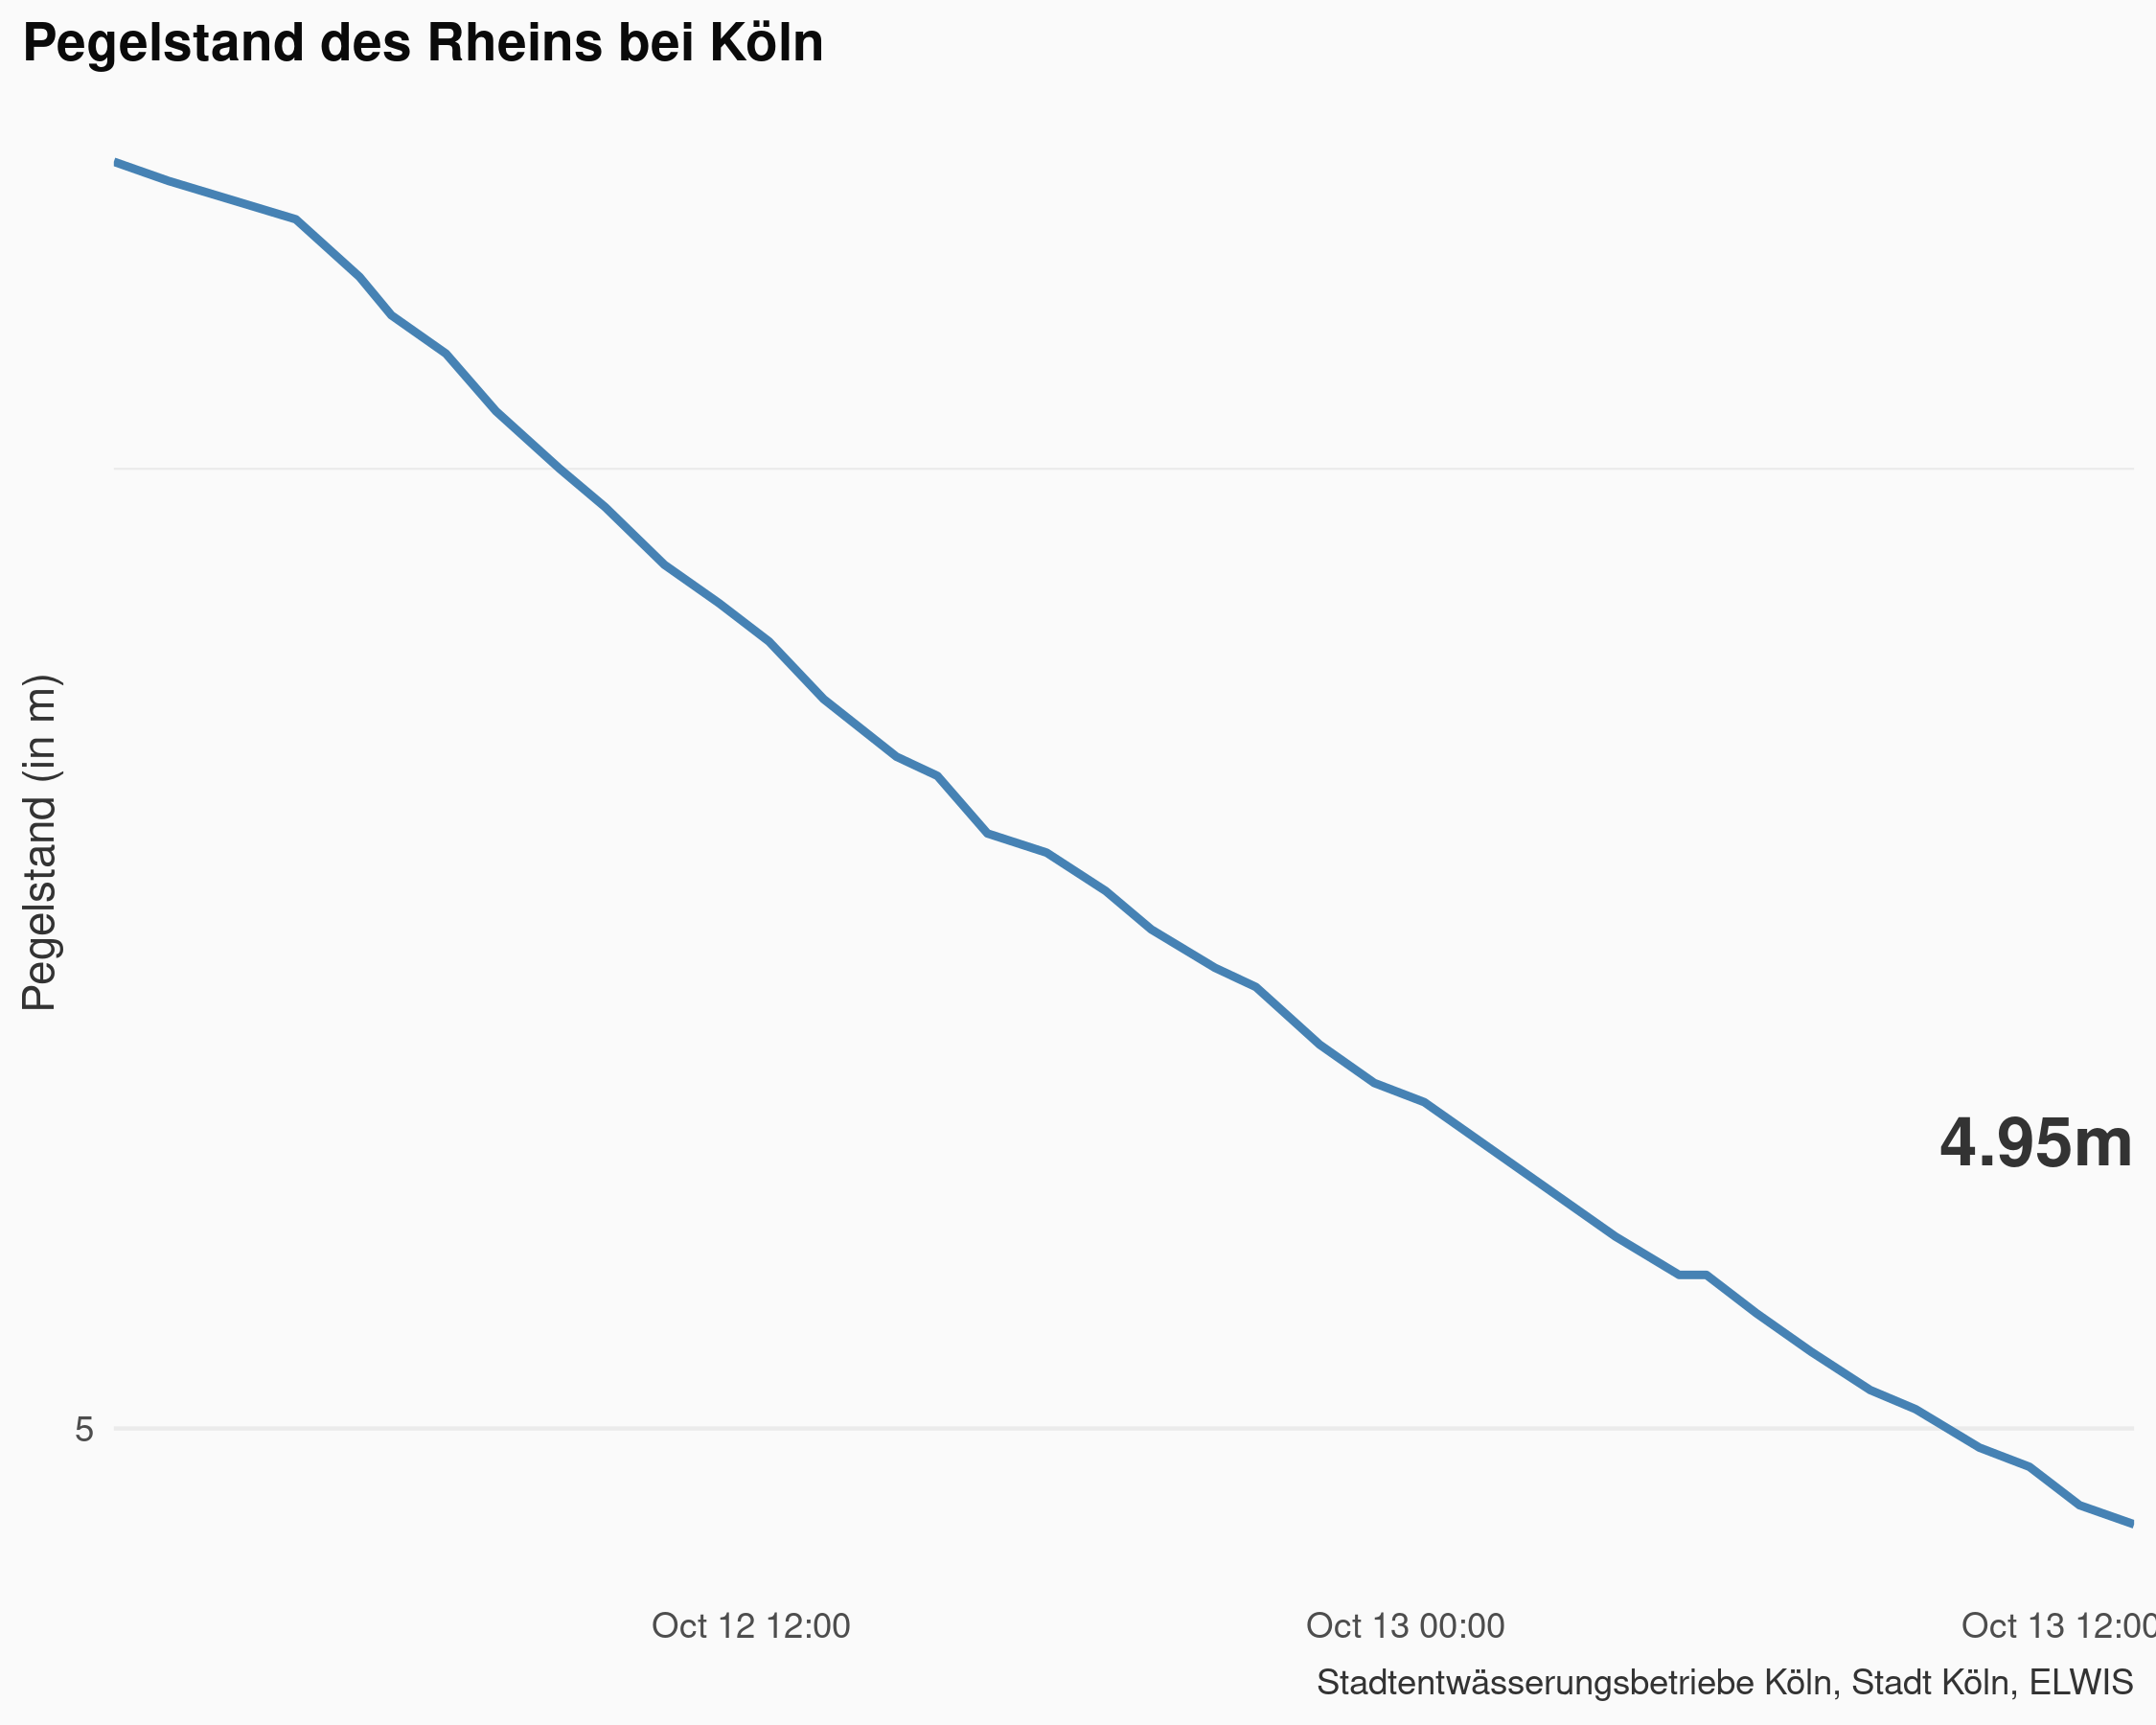 Pegelstand des Rheins bei Köln
Pegelstand (in m)
4.95m
5
Oct 12 12:00
Oct 13 00:00
Oct 13 12:00
Stadtentwässerungsbetriebe Köln, Stadt Köln, ELWIS